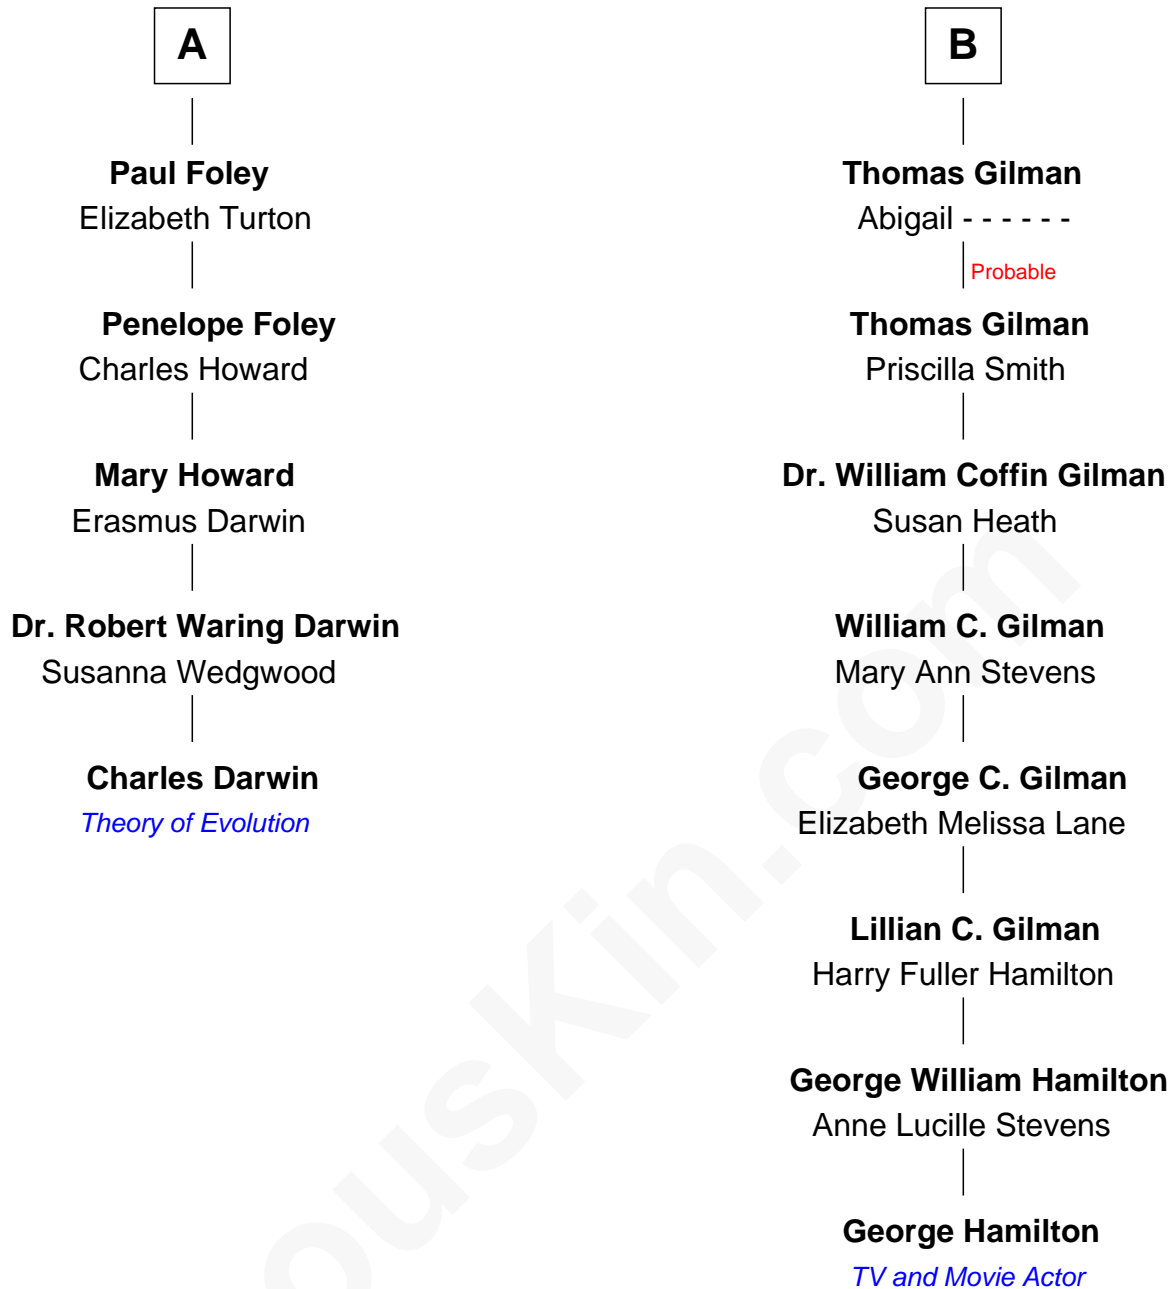 A
Paul Foley
Elizabeth Turton
Penelope Foley
Charles Howard
Mary Howard
Erasmus Darwin
Dr. Robert Waring Darwin
Susanna Wedgwood
Charles Darwin
Theory of Evolution
B
Thomas Gilman
Abigail - - - - - -
Probable
Thomas Gilman
Priscilla Smith
Dr. William Coffin Gilman
Susan Heath
William C. Gilman
Mary Ann Stevens
George C. Gilman
Elizabeth Melissa Lane
Lillian C. Gilman
Harry Fuller Hamilton
George William Hamilton
Anne Lucille Stevens
George Hamilton
TV and Movie Actor
ousKin.com